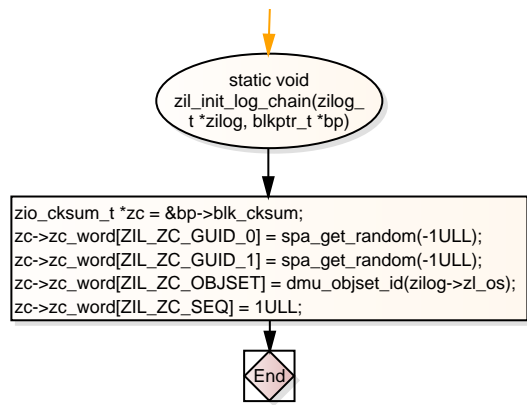 static void
zil_init_log_chain(zilog_
t *zilog, blkptr_t *bp)
zio_cksum_t *zc = &bp->blk_cksum;
zc->zc_word[ZIL_ZC_GUID_0] = spa_get_random(-1ULL);
zc->zc_word[ZIL_ZC_GUID_1] = spa_get_random(-1ULL);
zc->zc_word[ZIL_ZC_OBJSET] = dmu_objset_id(zilog->zl_os);
zc->zc_word[ZIL_ZC_SEQ] = 1ULL;
End